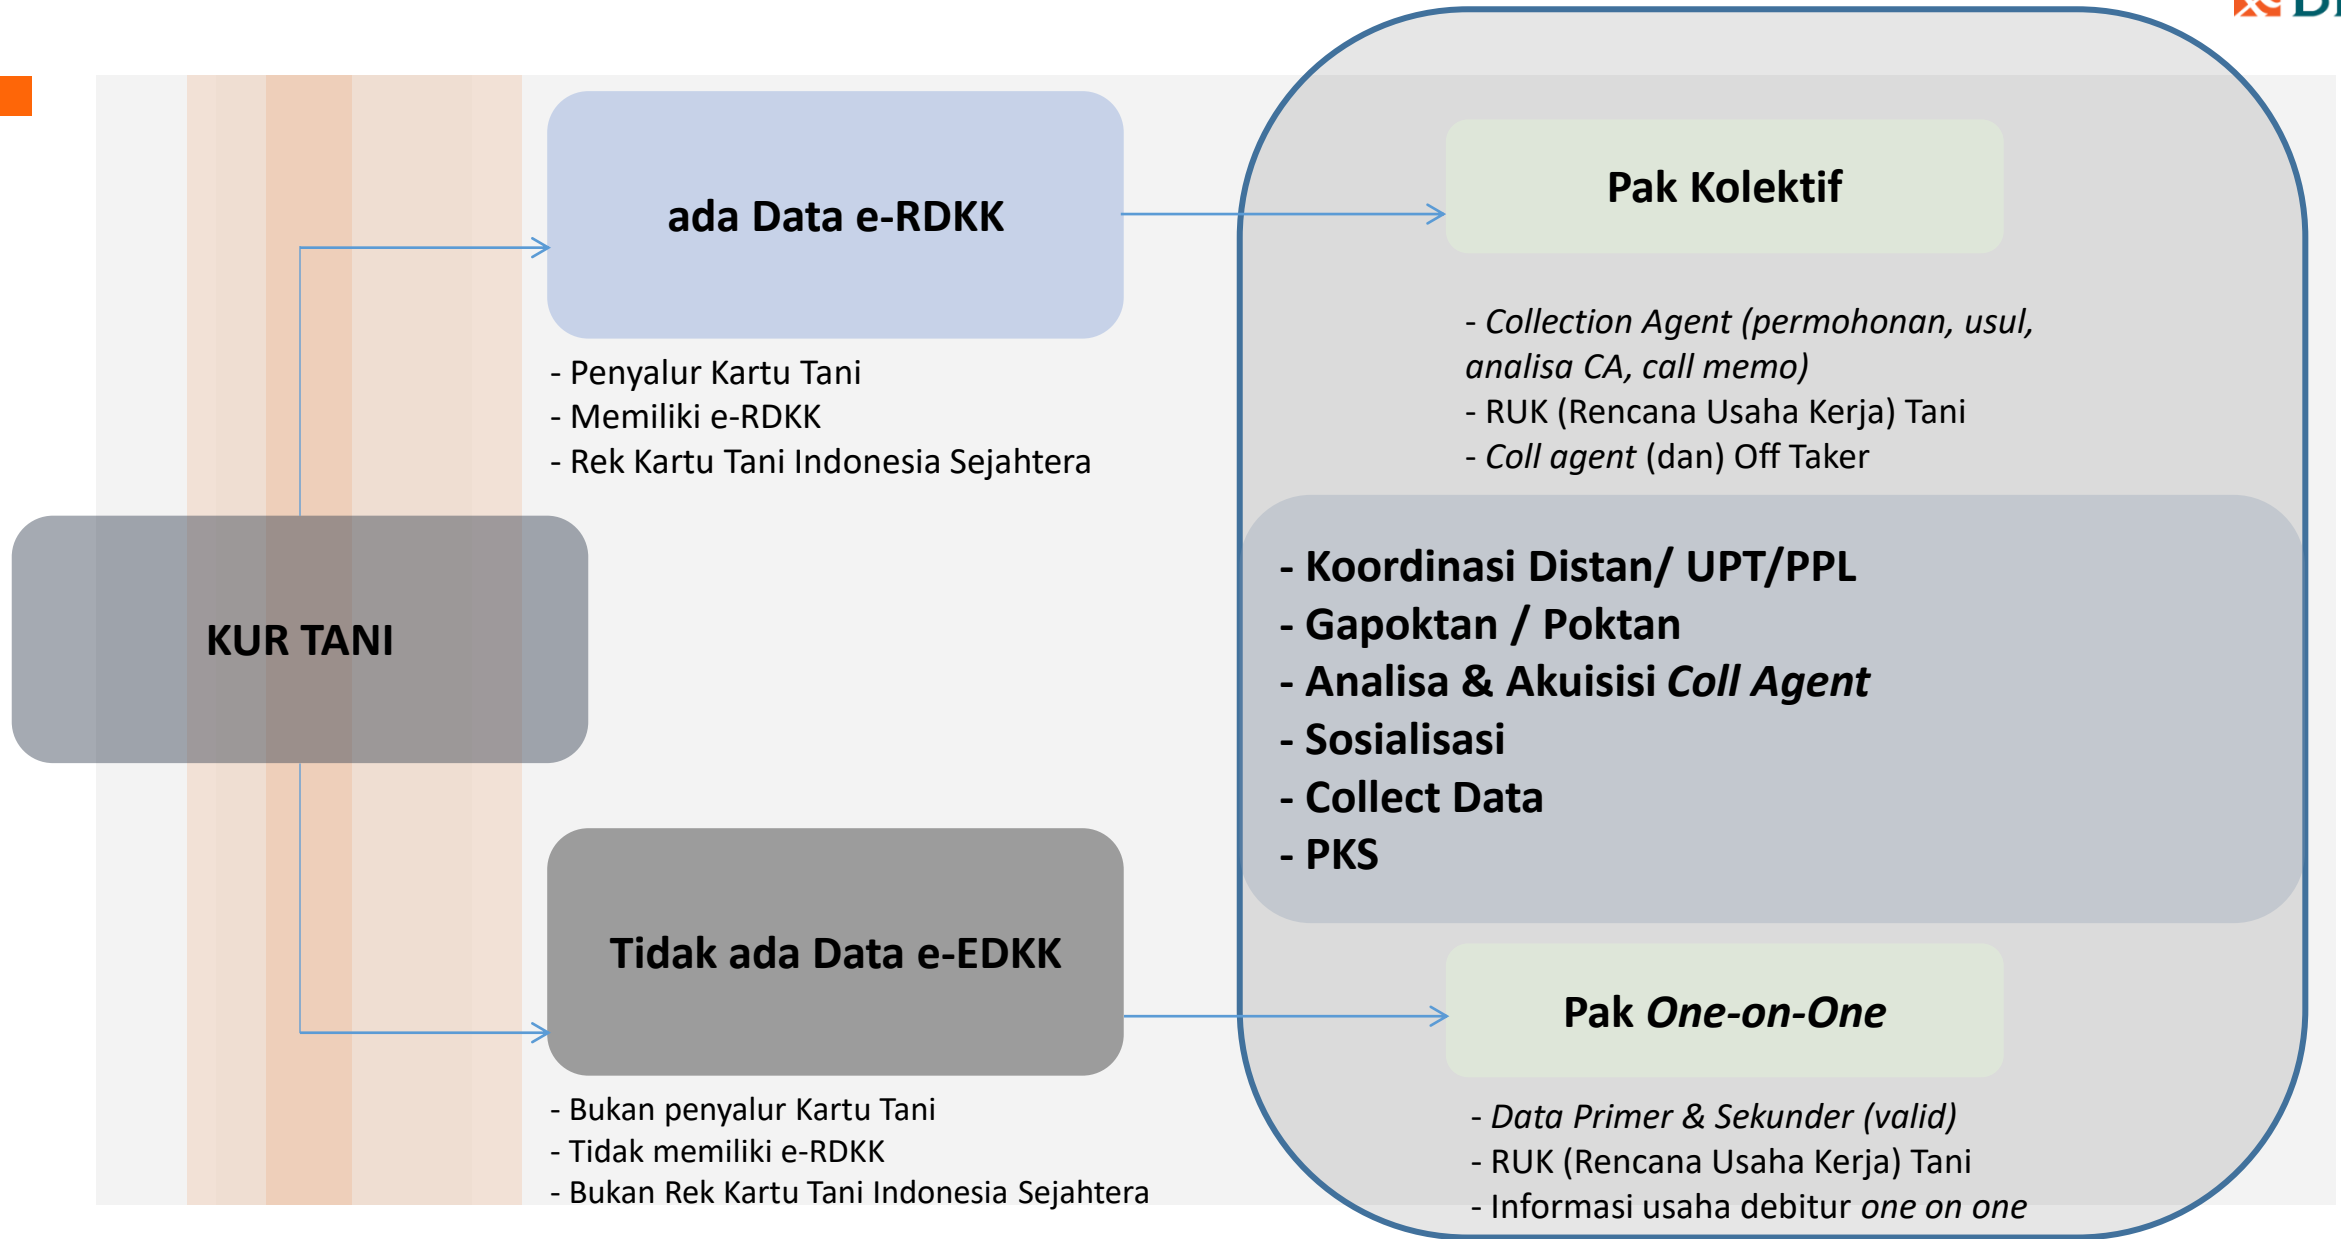 ada Data e-RDKK
- Penyalur Kartu Tani
- Memiliki e-RDKK
- Rek Kartu Tani Indonesia Sejahtera
KUR TANI
Tidak ada Data e-EDKK
- Bukan penyalur Kartu Tani
- Tidak memiliki e-RDKK
- Bukan Rek Kartu Tani Indonesia Sejahtera
Pak Kolektif
- Collection Agent (permohonan, usul,
analisa CA, call memo)
- RUK (Rencana Usaha Kerja) Tani
- Coll agent (dan) Off Taker
- Koordinasi Distan/ UPT/PPL
- Gapoktan / Poktan
- Analisa & Akuisisi Coll Agent
- Sosialisasi
- Collect Data
- PKS
Pak One-on-One
- Data Primer & Sekunder (valid)
- RUK (Rencana Usaha Kerja) Tani
- Informasi usaha debitur one on one